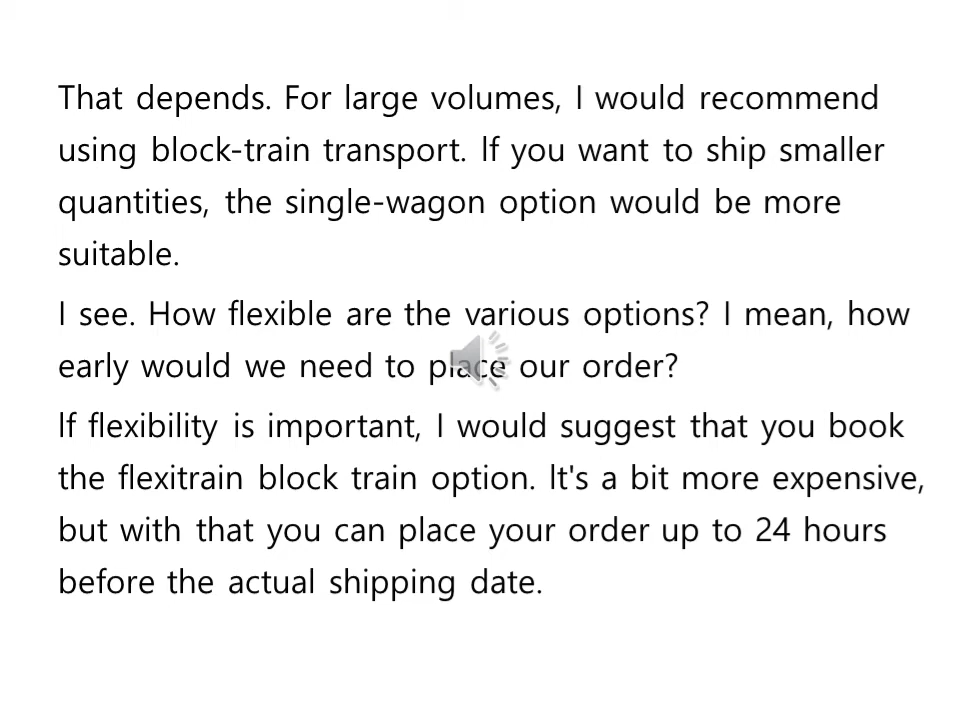 That depends. For large volumes, I would recommend
using block-train transport. If you want to ship smaller
quantities, the single-wagon option would be more
suitable.
I see. How flexible are the various options? I mean, how
early would we need to place our order?
If flexibility is important, I would suggest that you book
the flexitrain block train option. It's a bit more expensive,
but with that you can place your order up to 24 hours
before the actual shipping date.